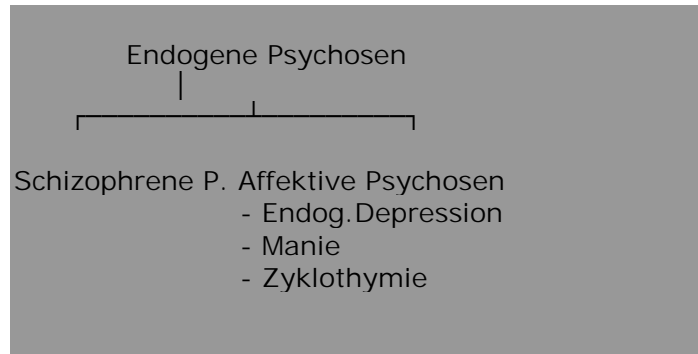 Endogene Psychosen
Schizophrene P. Affektive Psychosen
- Endog.Depression
- Manie
- Zyklothymie